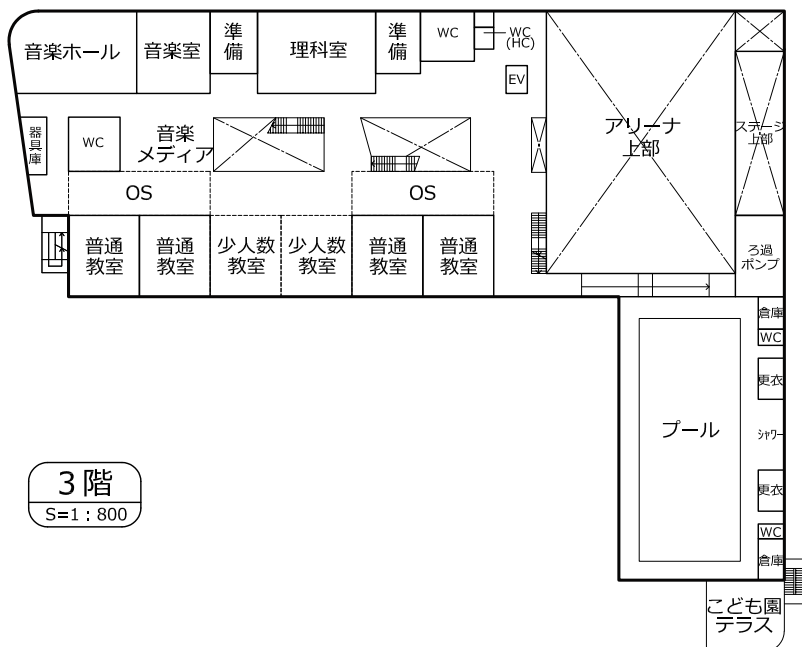 音楽ホール
音楽室
準
備
理科室
準
備
WC
WC
(HC)
EV
アリーナ
上部
ステージ
上部
器
具
庫
WC
音楽
メディア
OS
OS
普通
教室
普通
教室
少人数
教室
少人数
教室
普通
教室
普通
教室
ろ過
ポンプ
倉庫
WC
更衣
プール
シャワー
更衣
WC
倉庫
3階
S=1：800
こども園
テラス